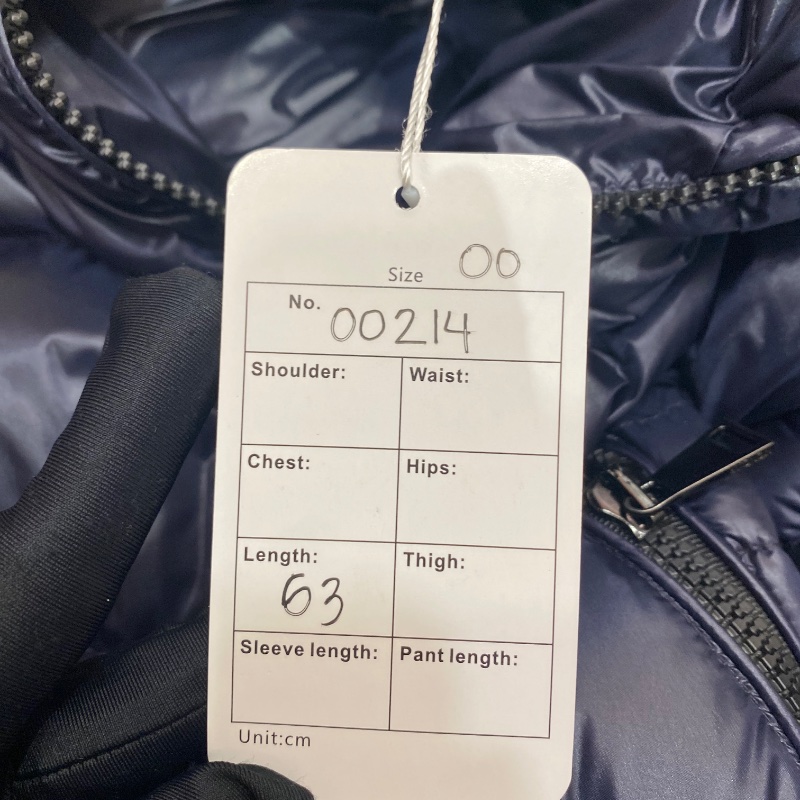 Size 00
No. 00214
Shoulder: Waist:
Chest: Hips:
Length: Thigh:
63
Sleeve length: Pant length:
Unit:cm